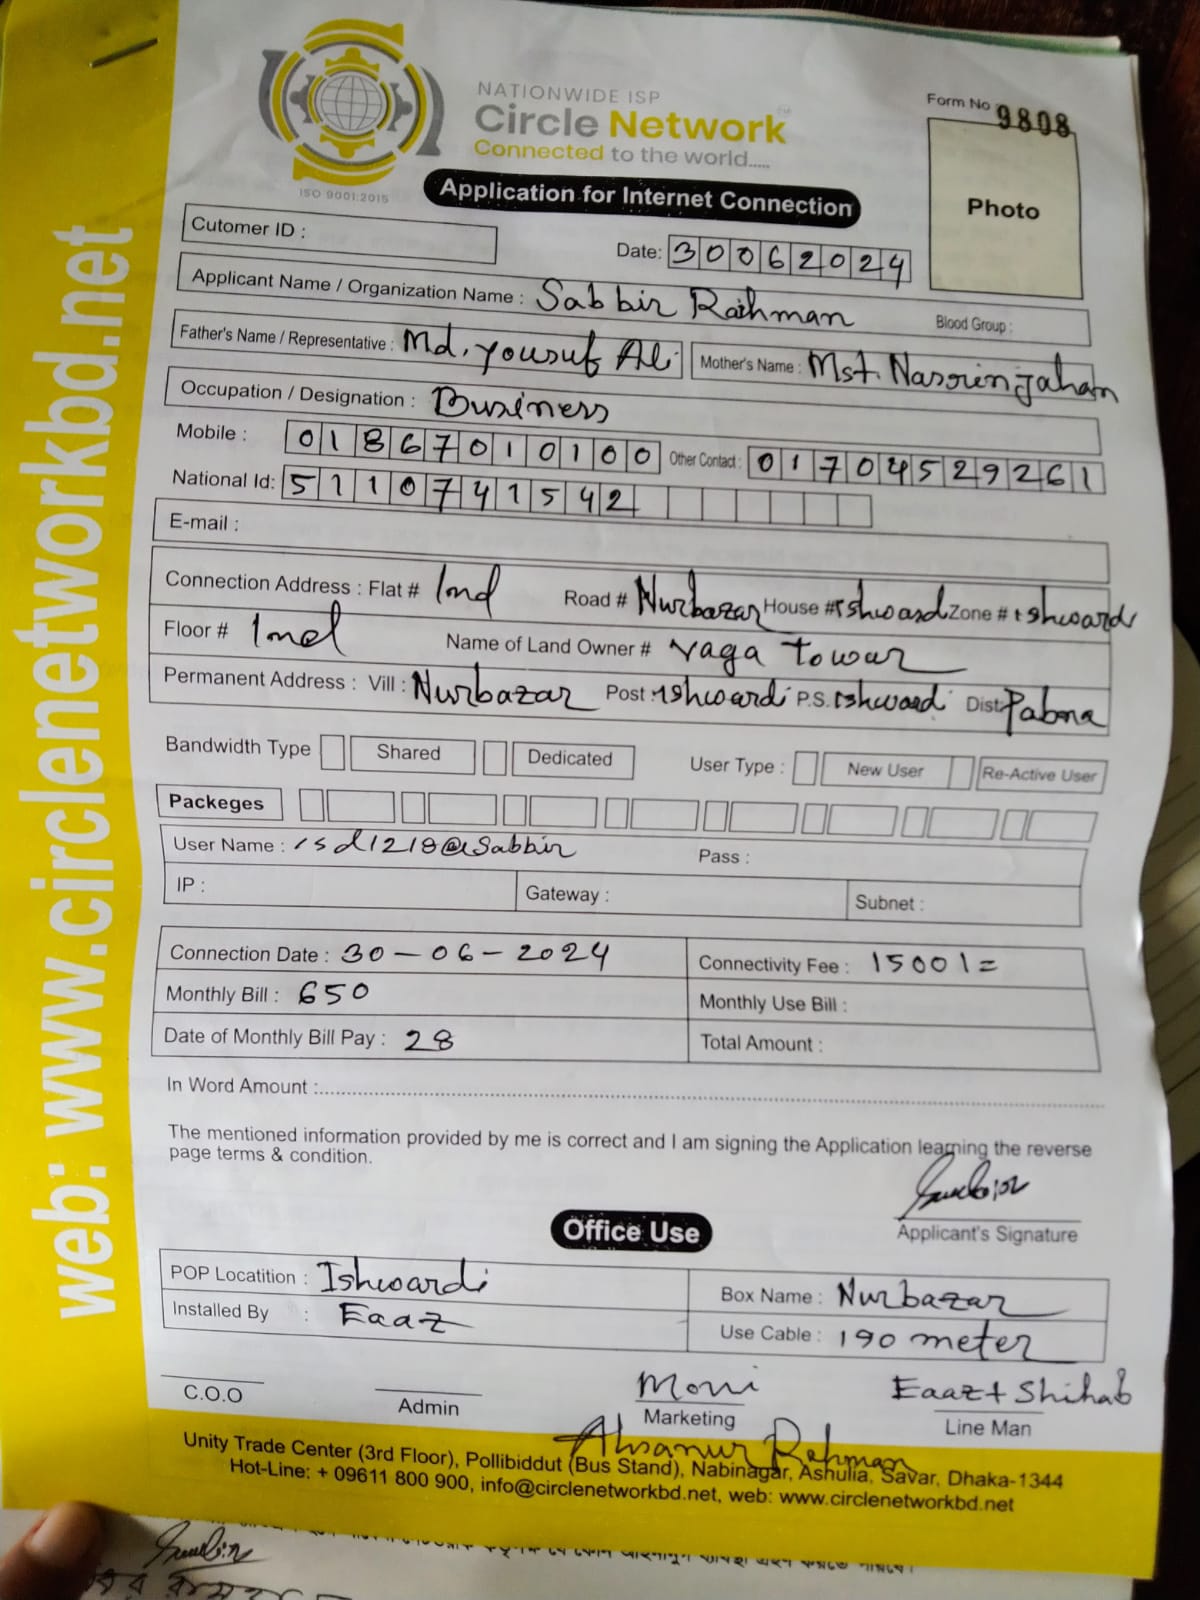 web: www.circlenetworkbd.net
NATIONWIDE ISP
Circle Network
Connected to the world.....
ISO 9001:2015
Form No 9808
Photo
Application for Internet Connection
Cutomer ID :
Date: 30062024
Applicant Name / Organization Name : Sabbir Rahman Blood Group :
Father's Name / Representative : Md. Yousuf Ali Mother's Name : Mst. Nasrin Jahan
Occupation / Designation : Business
Mobile : 01867010100 Other Contact : 01704529261
National Id: 5110741542
E-mail :
Connection Address : Flat # 1nd Road # Nurbazar House # Ishward Zone # Ishwardi
Floor # 1nd Name of Land Owner # Vaga Towar
Permanent Address : Vill : Nurbazar Post : Ishwardi P.S. Ishwardi Dist: Pabna
Bandwidth Type Shared Dedicated User Type : New User Re-Active User
Packeges
User Name : isd1218@Sabbir Pass :
IP : Gateway : Subnet :
Connection Date : 30-06-2024 Connectivity Fee : 1500/=
Monthly Bill : 650 Monthly Use Bill :
Date of Monthly Bill Pay : 28 Total Amount :
In Word Amount :
The mentioned information provided by me is correct and I am signing the Application learning the reverse
page terms & condition.
Applicant's Signature
Office Use
POP Locatition : Ishwardi Box Name : Nurbazar
Installed By : Eaaz Use Cable : 190 meter
Moni Eaaz + Shihab
C.O.O Admin Marketing Line Man
Ahsanur Rahman
Unity Trade Center (3rd Floor), Pollibiddut (Bus Stand), Nabinagar, Ashulia, Savar, Dhaka-1344
Hot-Line: + 09611 800 900, info@circlenetworkbd.net, web: www.circlenetworkbd.net